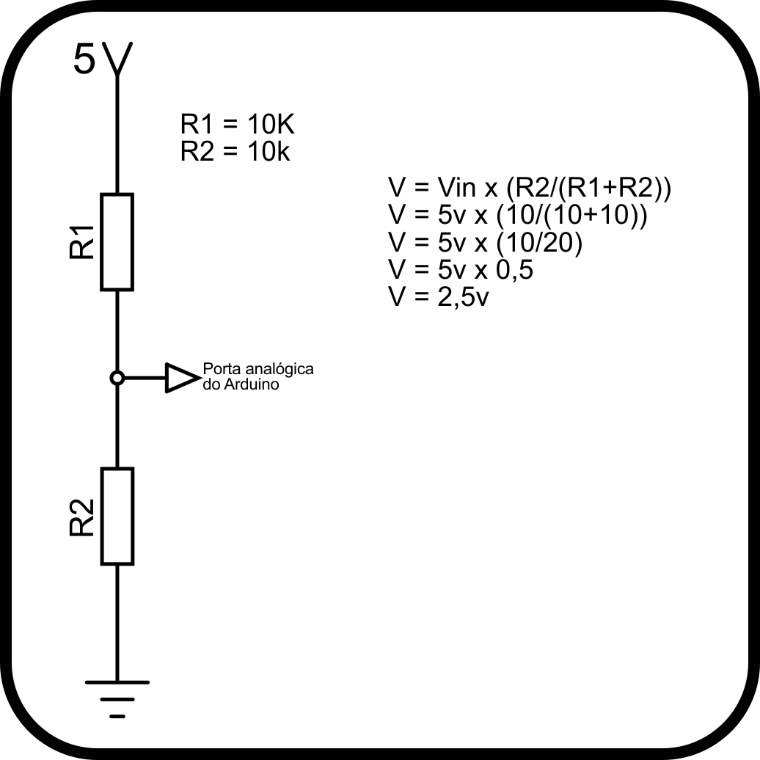 5V
R1 = 10K
R2 = 10k
V = Vin x (R2/(R1+R2))
V = 5v x (10/(10+10))
V = 5v x (10/20)
V = 5v x 0,5
V = 2,5v
R1
Porta analógica
do Arduino
R2